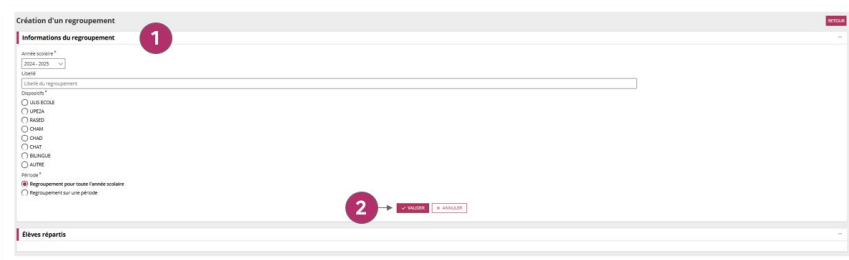 Création d'un regroupement
RETOUR
Informations du regroupement
1
Année scolaire *
2024 - 2025
Libellé
Libellé du regroupement
Dispositifs *
ULIS ECOLE
UPE2A
RASED
CHAM
CHAD
CHAT
BILINGUE
AUTRE
Période *
Regroupement pour toute l'année scolaire
Regroupement sur une période
2
VALIDER
× ANNULER
Élèves répartis